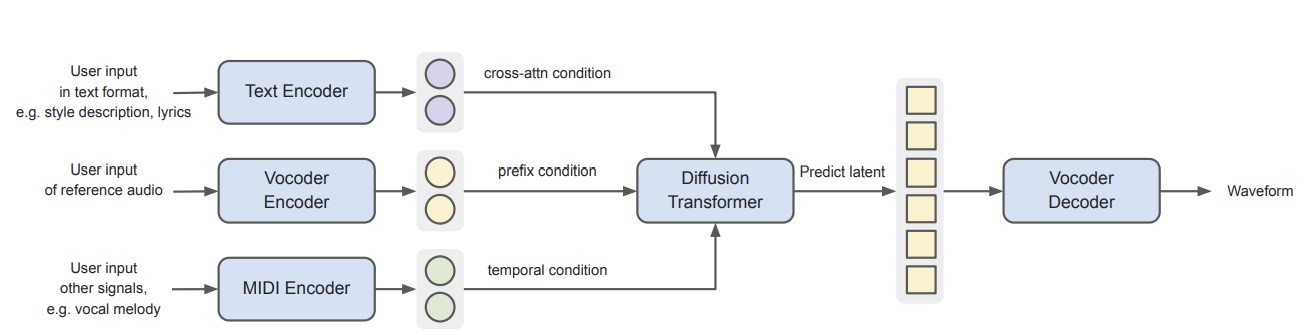 User input
in text format,
e.g. style description, lyrics
Text Encoder
cross-attn condition
User input
of reference audio
Vocoder
Encoder
prefix condition
Diffusion
Transformer
Predict latent
Vocoder
Decoder
Waveform
User input
other signals,
e.g. vocal melody
MIDI Encoder
temporal condition